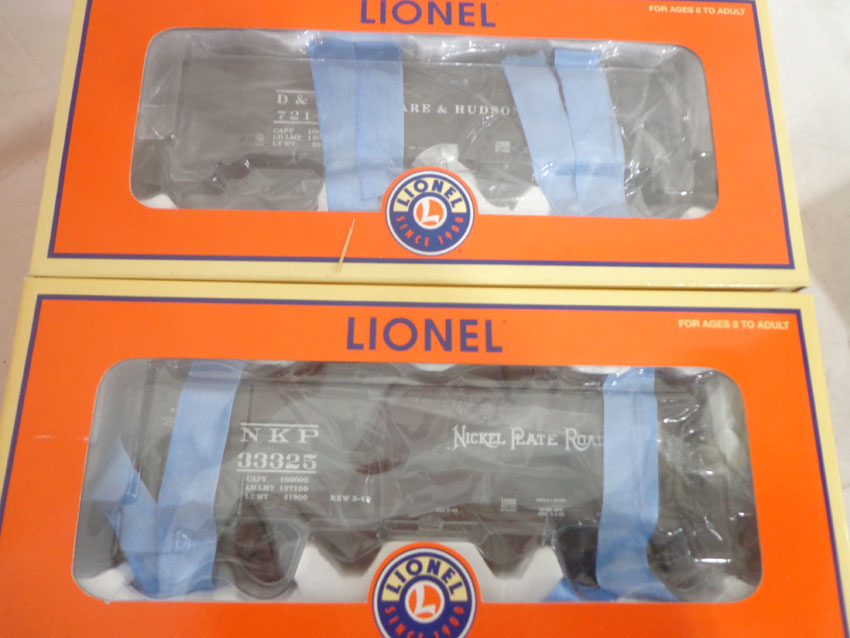 LIONEL
FOR AGES 8 TO ADULT
D &
ARE & HUDSON
721
CAPY
LD LMT
LT WT
LIONEL
L
SINCE 1900
LIONEL
FOR AGES 8 TO ADULT
NKP
NICKEL PLATE ROAD
33325
CAPY 160000
LD LMT 127100
LT WT 41900
NEW 3-43
LIONEL
L
SINCE 1900